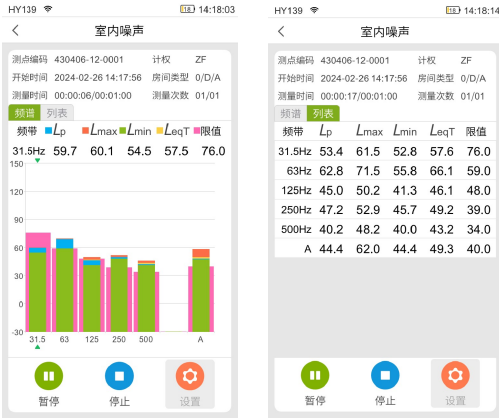 HY139
18
14:18:03
室内噪声
测点编码 430406-12-0001 计权 ZF
开始时间 2024-02-26 14:17:56 房间类型 0/D/A
测量时间 00:00:06/00:01:00 测量次数 01/01
频谱 列表
频带 Lp Lmax Lmin LeqT 限值
31.5Hz 59.7 60.1 54.5 57.5 76.0
150
120
90
60
30
0
-30
31.5 63 125 250 500 A
暂停 停止 设置
HY139
18
14:18:14
室内噪声
测点编码 430406-12-0001 计权 ZF
开始时间 2024-02-26 14:17:56 房间类型 0/D/A
测量时间 00:00:17/00:01:00 测量次数 01/01
频谱 列表
频带 Lp Lmax Lmin LeqT 限值
31.5Hz 53.4 61.5 52.8 57.6 76.0
63Hz 62.8 71.5 55.8 66.1 59.0
125Hz 45.0 50.2 41.3 46.1 48.0
250Hz 47.2 52.9 45.7 49.2 39.0
500Hz 40.2 48.2 40.0 43.2 34.0
A 44.4 62.0 44.4 49.3 40.0
暂停 停止 设置